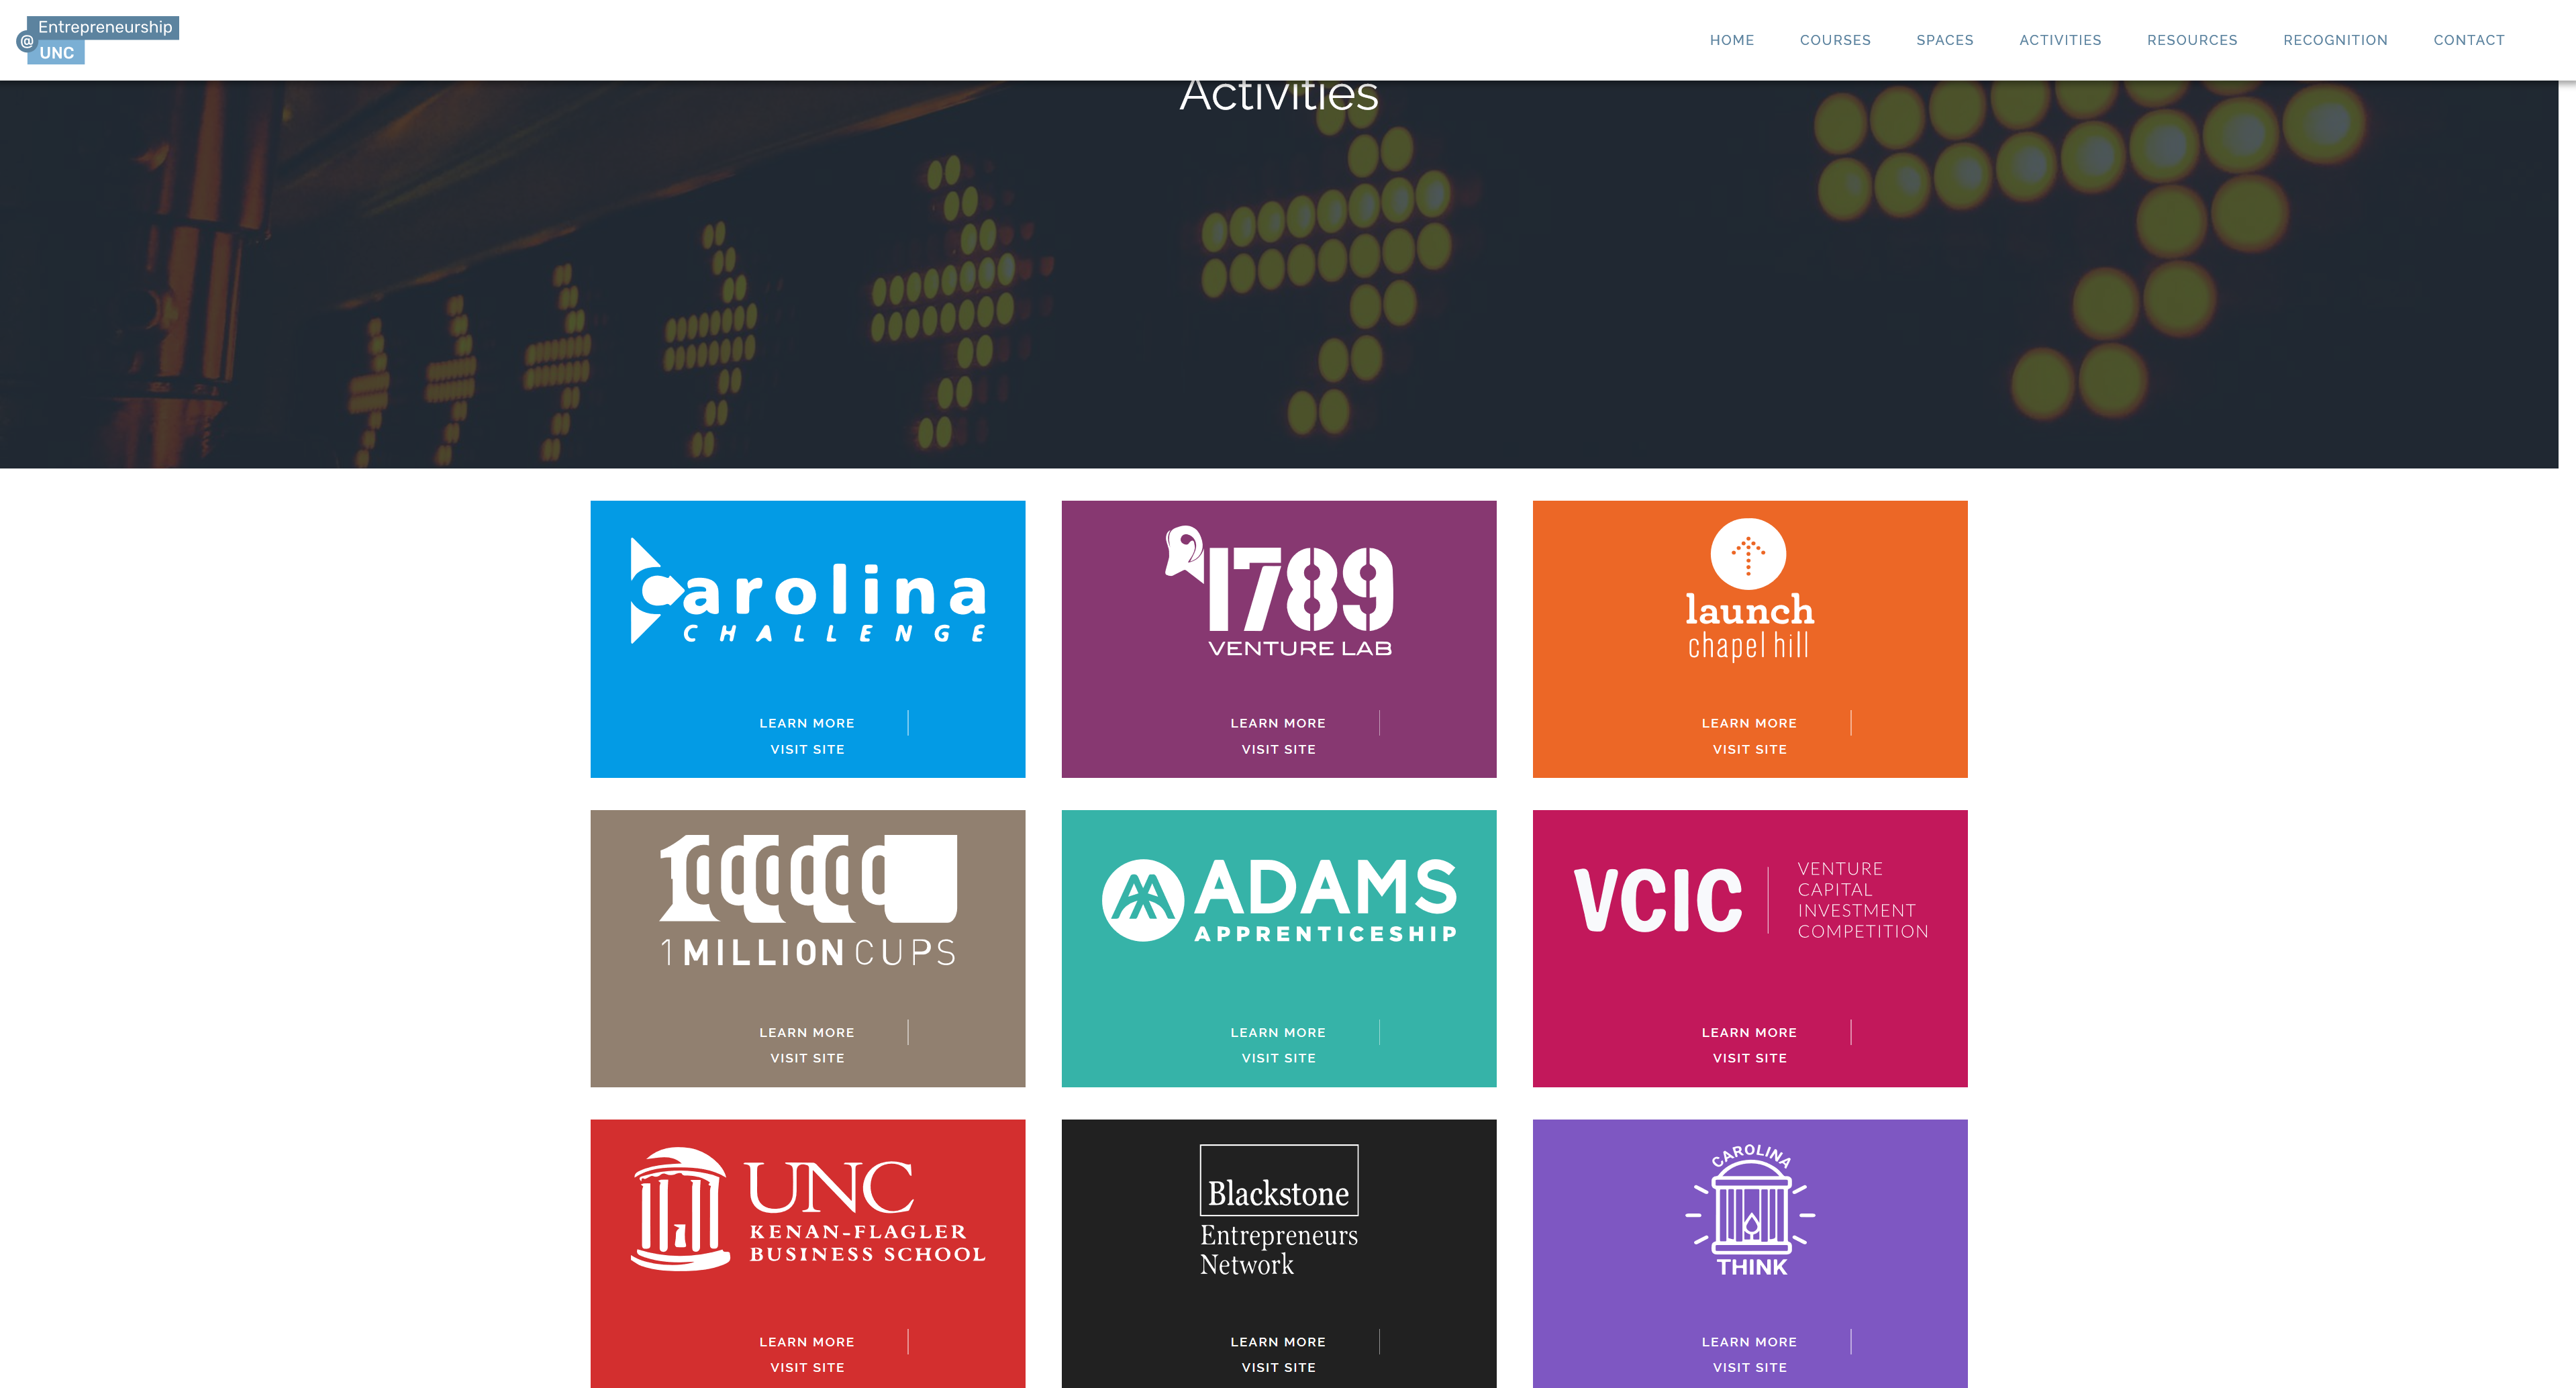 @ Entrepreneurship
UNC
HOME COURSES SPACES ACTIVITIES RESOURCES RECOGNITION CONTACT
Activities
Carolina
CHALLENGE
LEARN MORE
VISIT SITE
1789
VENTURE LAB
LEARN MORE
VISIT SITE
launch
chapel hill
LEARN MORE
VISIT SITE
1 MILLION CUPS
LEARN MORE
VISIT SITE
ADAMS
APPRENTICESHIP
LEARN MORE
VISIT SITE
VCIC
VENTURE
CAPITAL
INVESTMENT
COMPETITION
LEARN MORE
VISIT SITE
UNC
KENAN-FLAGLER
BUSINESS SCHOOL
LEARN MORE
VISIT SITE
Blackstone
Entrepreneurs
Network
LEARN MORE
VISIT SITE
CAROLINA
THINK
LEARN MORE
VISIT SITE